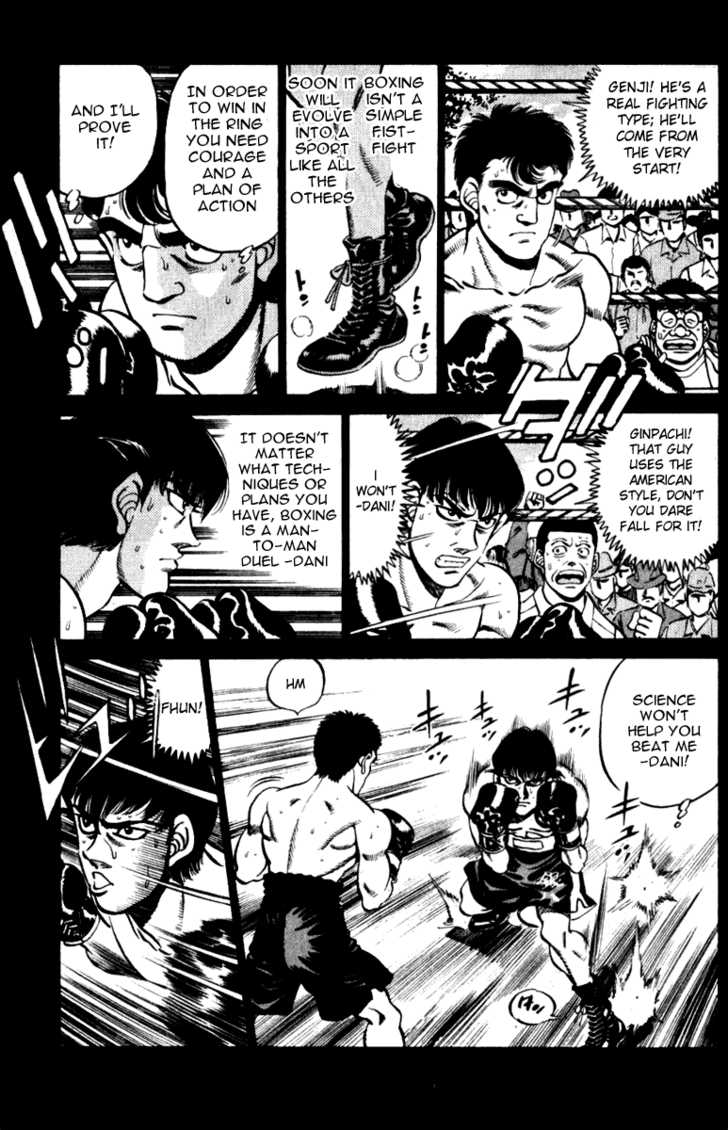 GENJI! HE'S A
REAL FIGHTING
TYPE; HE'LL
COME FROM
THE VERY
START!
BOXING
ISN'T A
SIMPLE
FIST-
FIGHT
SOON IT
WILL
EVOLVE
INTO A
SPORT
LIKE ALL
THE
OTHERS
IN ORDER
TO WIN IN
THE RING
YOU NEED
COURAGE
AND A
PLAN OF
ACTION
AND I'LL
PROVE
IT!
GINPACHI!
THAT GUY
USES THE
AMERICAN
STYLE, DON'T
YOU DARE
FALL FOR IT!
I
WON'T
-DANI!
IT DOESN'T
MATTER
WHAT TECH-
NIQUES OR
PLANS YOU
HAVE, BOXING
IS A MAN-
TO-MAN
DUEL -DANI
SCIENCE
WON'T
HELP YOU
BEAT ME
-DANI!
HM
FHUN!